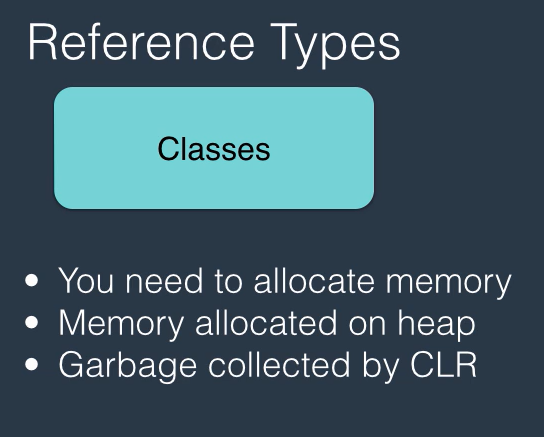 Reference Types
Classes
• You need to allocate memory
• Memory allocated on heap
• Garbage collected by CLR